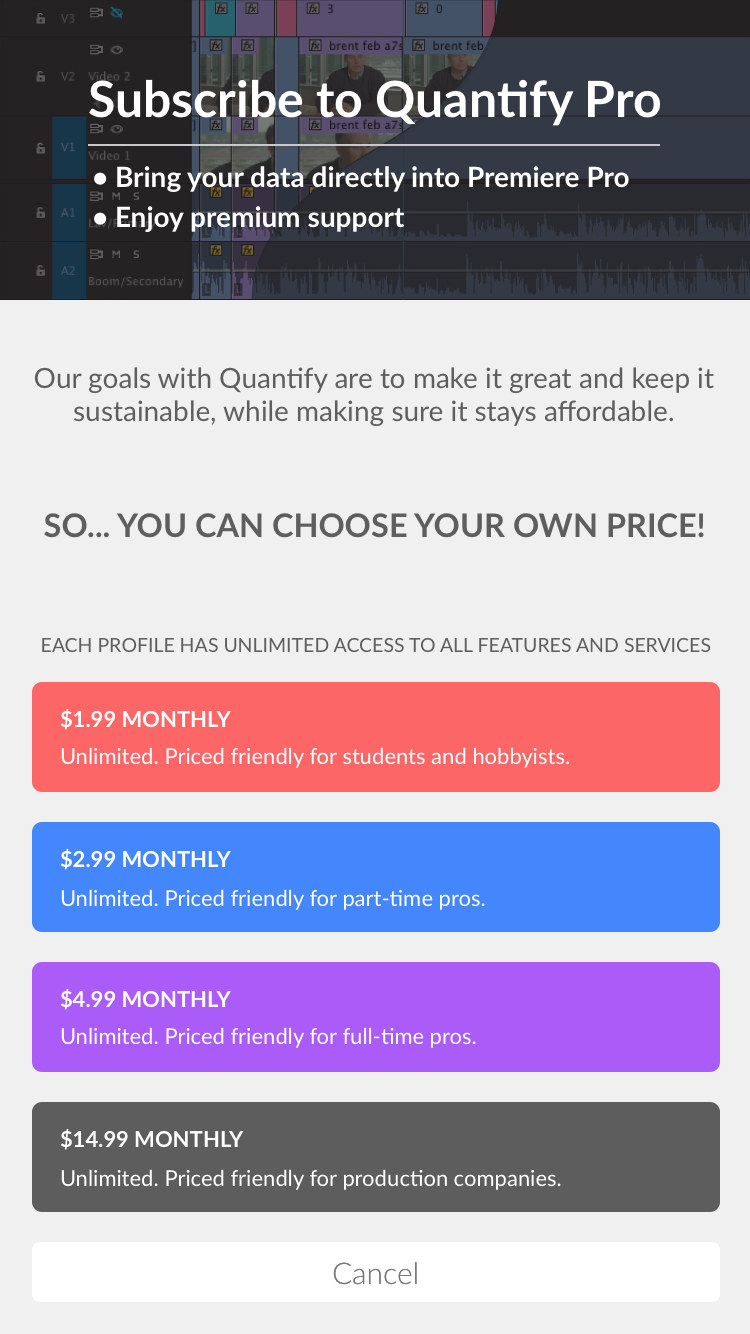 V3
3
0
brent feb a7s
brent feb
V2
Video 2
Subscribe to Quantify Pro
brent feb a7s
V1
Video 1
• Bring your data directly into Premiere Pro
A1
M S
• Enjoy premium support
M S
A2
Boom/Secondary
Our goals with Quantify are to make it great and keep it
sustainable, while making sure it stays affordable.
SO... YOU CAN CHOOSE YOUR OWN PRICE!
EACH PROFILE HAS UNLIMITED ACCESS TO ALL FEATURES AND SERVICES
$1.99 MONTHLY
Unlimited. Priced friendly for students and hobbyists.
$2.99 MONTHLY
Unlimited. Priced friendly for part-time pros.
$4.99 MONTHLY
Unlimited. Priced friendly for full-time pros.
$14.99 MONTHLY
Unlimited. Priced friendly for production companies.
Cancel